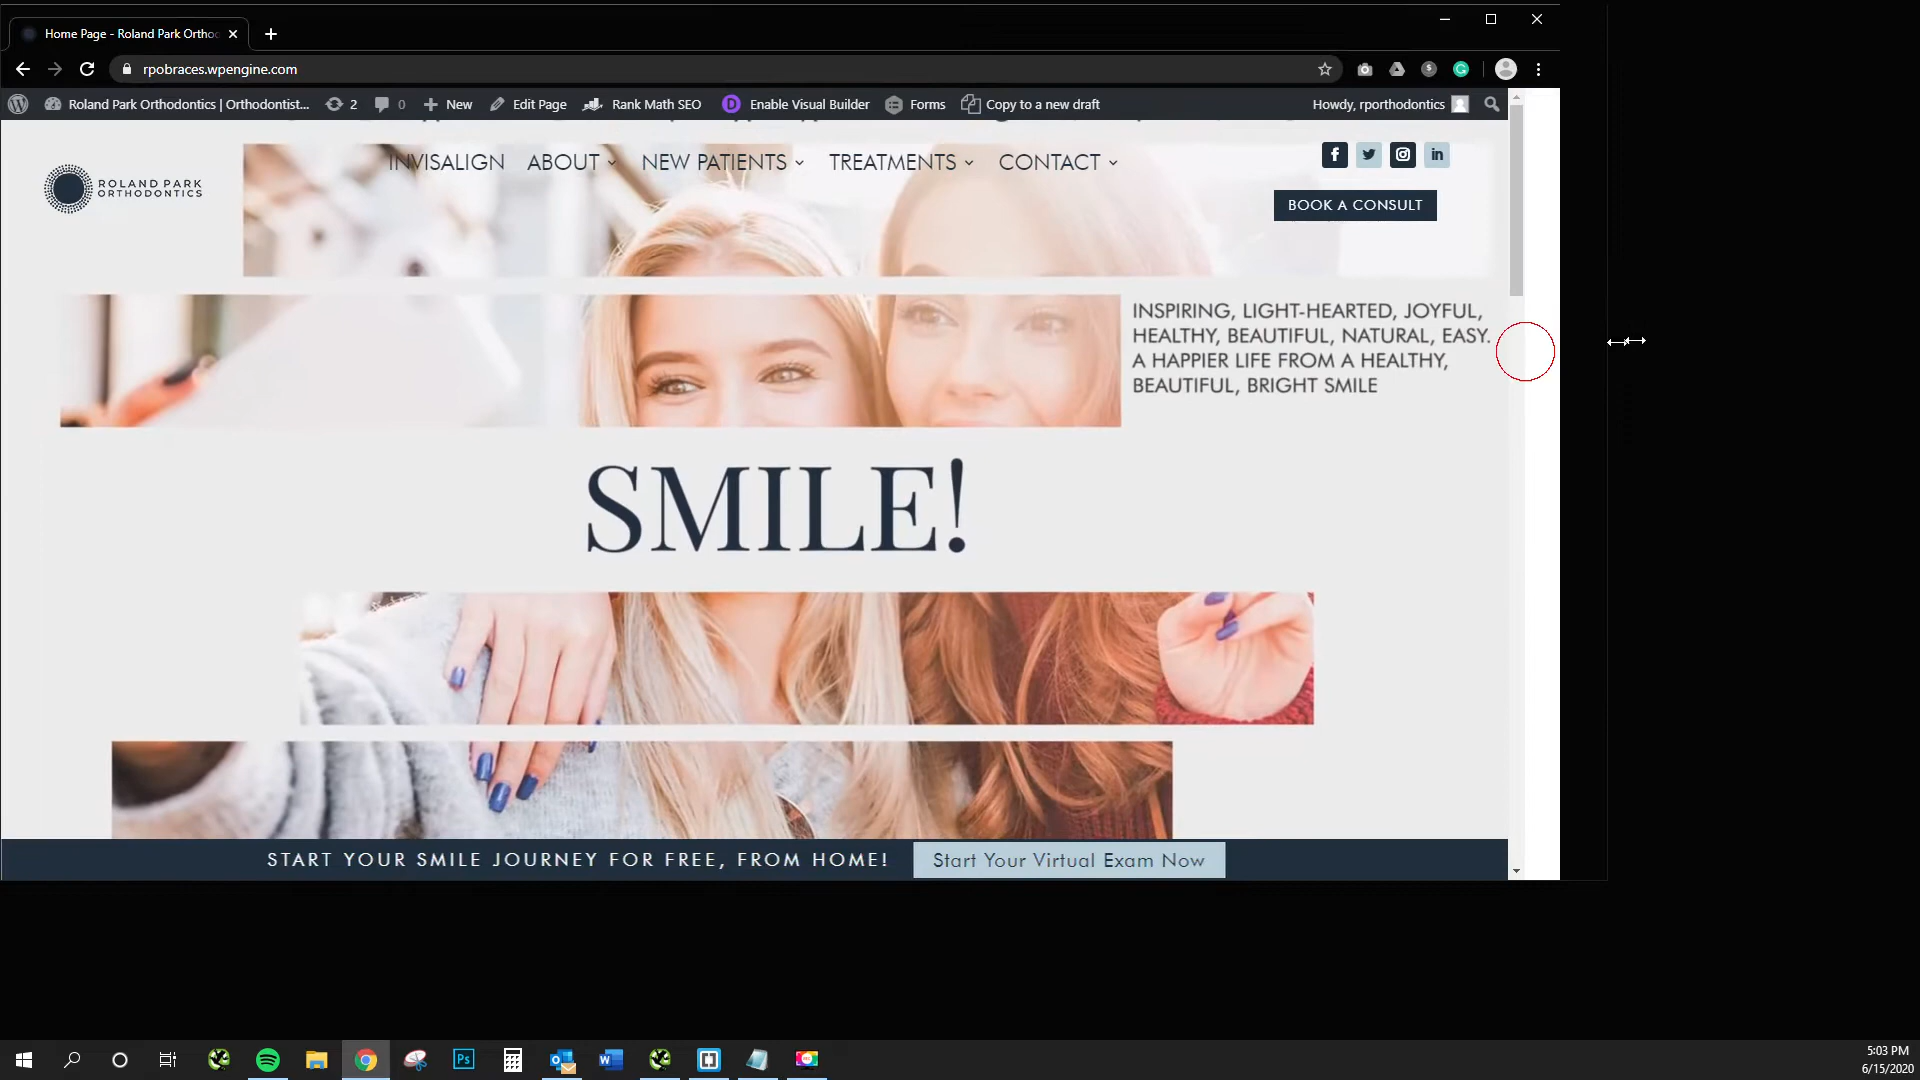 Home Page - Roland Park Orthoc
rpobraces.wpengine.com
Roland Park Orthodontics | Orthodontist... 2 0 New Edit Page Rank Math SEO D Enable Visual Builder Forms Copy to a new draft Howdy, rporthodontics
INVISALIGN ABOUT NEW PATIENTS TREATMENTS CONTACT
ROLAND PARK
ORTHODONTICS
BOOK A CONSULT
INSPIRING, LIGHT-HEARTED, JOYFUL,
HEALTHY, BEAUTIFUL, NATURAL, EASY.
A HAPPIER LIFE FROM A HEALTHY,
BEAUTIFUL, BRIGHT SMILE
SMILE!
START YOUR SMILE JOURNEY FOR FREE, FROM HOME! Start Your Virtual Exam Now
Ps
5:03 PM
6/15/2020